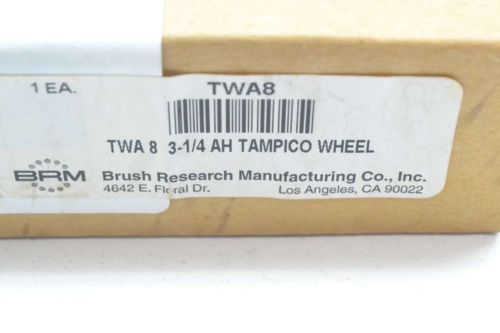 1 EA. TWA8
TWA 8 3-1/4 AH TAMPICO WHEEL
BRM Brush Research Manufacturing Co., Inc.
4642 E. Floral Dr. Los Angeles, CA 90022